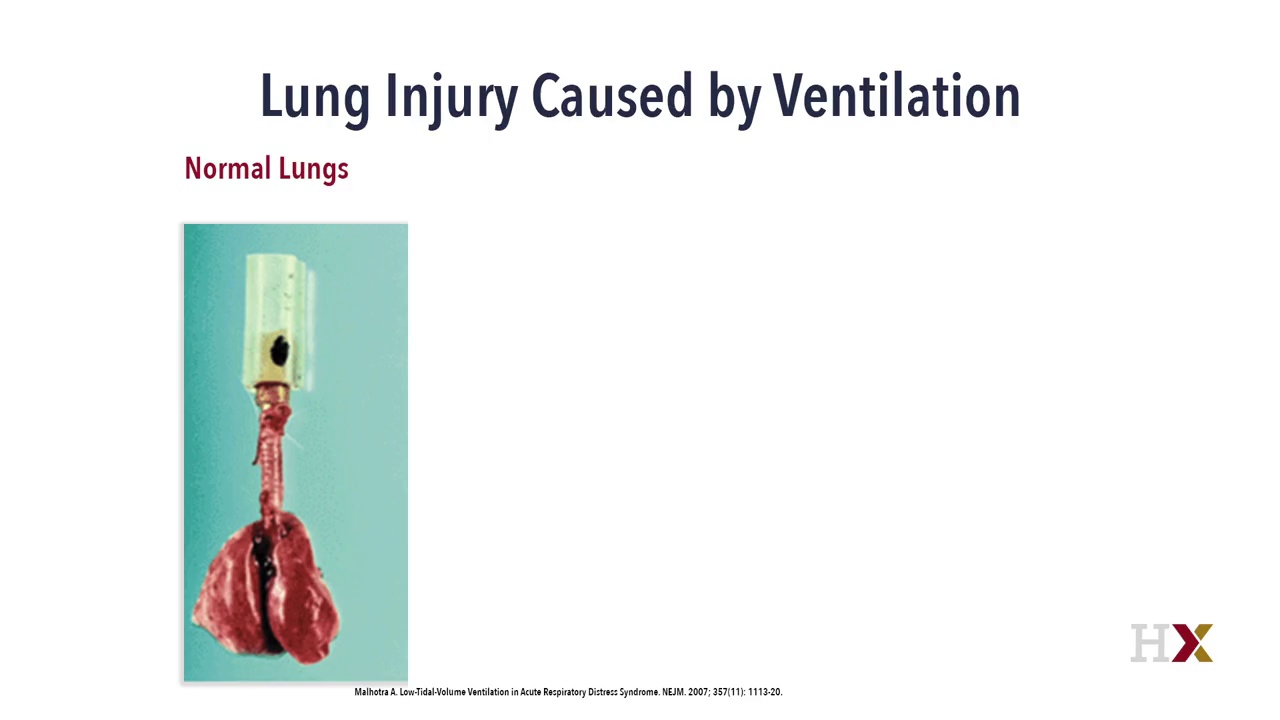 Lung Injury Caused by Ventilation
Normal Lungs
HX
Malhotra A. Low-Tidal-Volume Ventilation in Acute Respiratory Distress Syndrome. NEJM. 2007; 357(11): 1113-20.